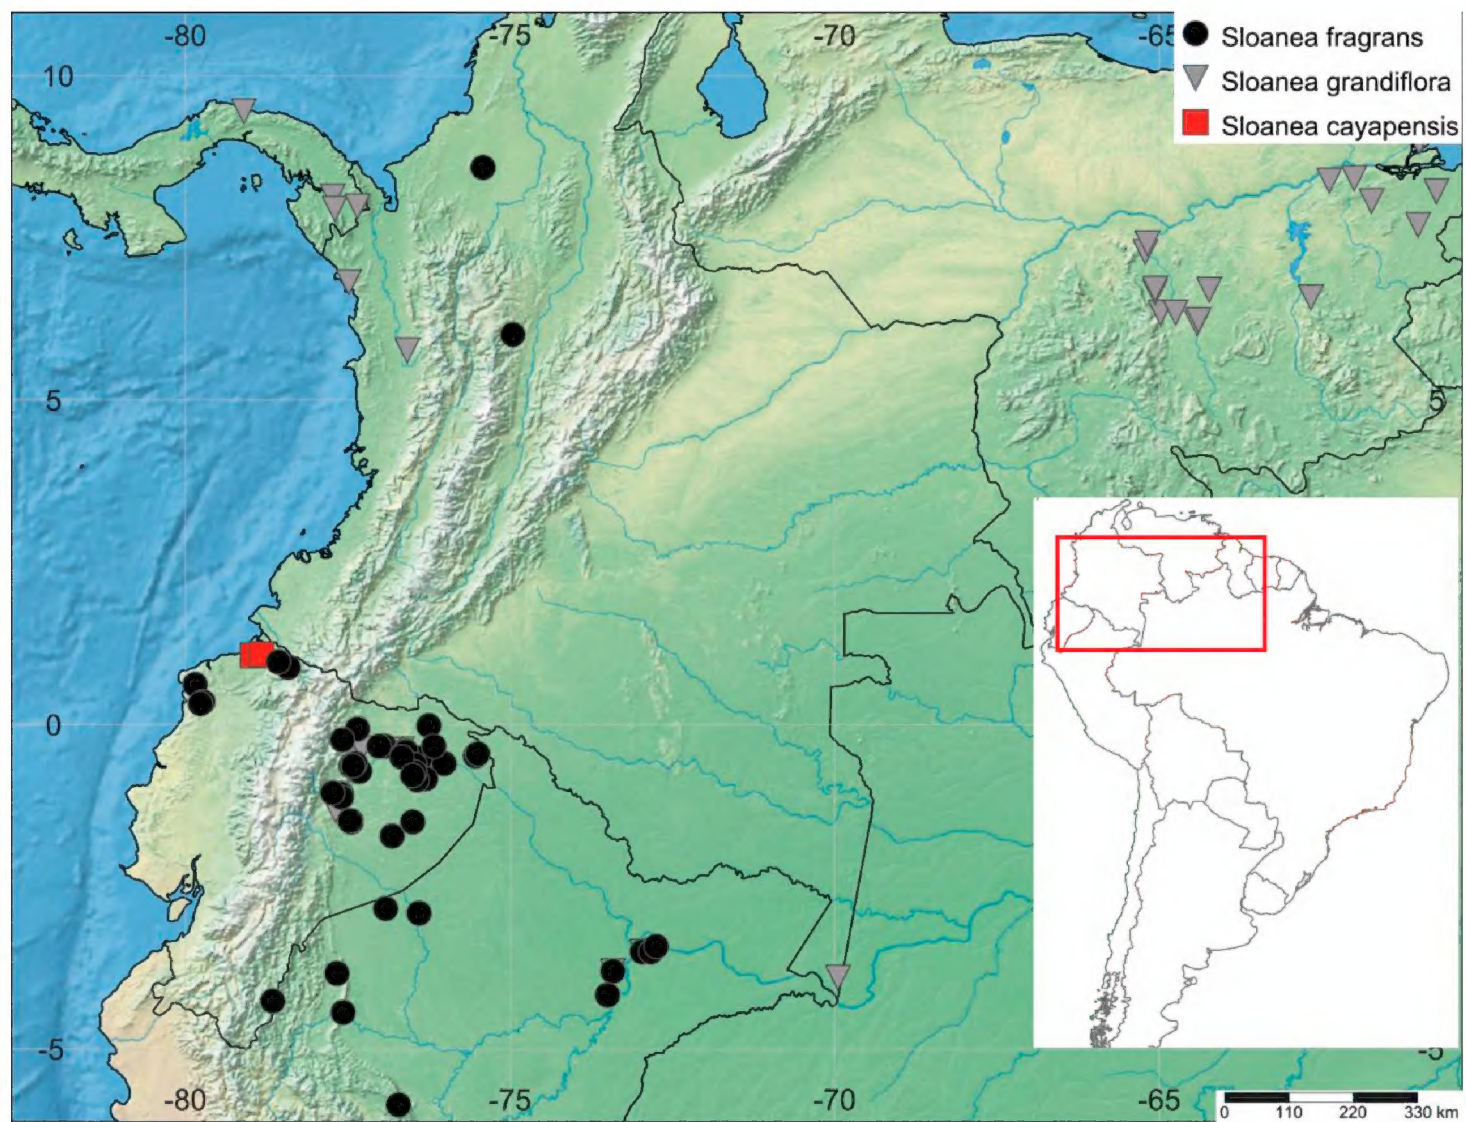 -80 -75 -70 -65
Sloanea fragrans
Sloanea grandiflora
Sloanea cayapensis
10
5 5
0
-5 -5
-80 -75 -70 -65
0 110 220 330 km